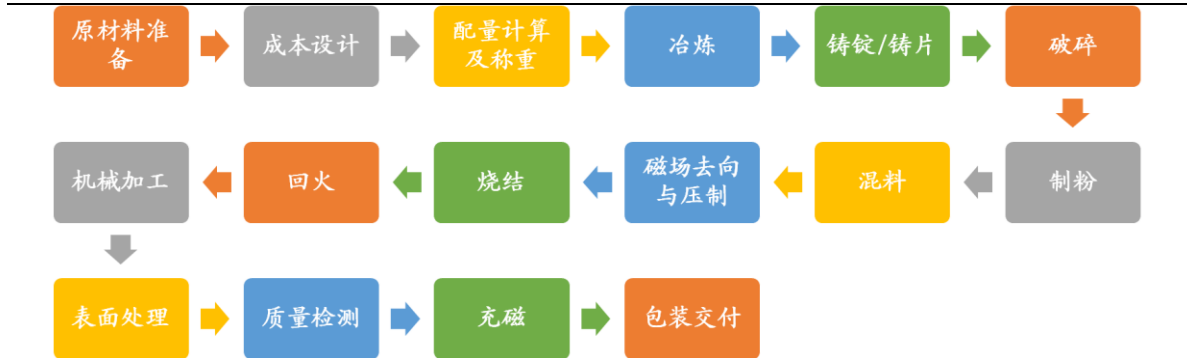 原材料准
备
成本设计
配量计算
及称重
冶炼
铸锭/铸片
破碎
制粉
混料
磁场去向
与压制
烧结
回火
机械加工
表面处理
质量检测
充磁
包装交付